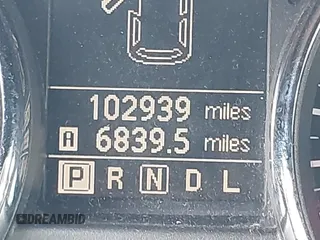 102939 miles
A 6839.5 miles
P R N D L
DREAMBID